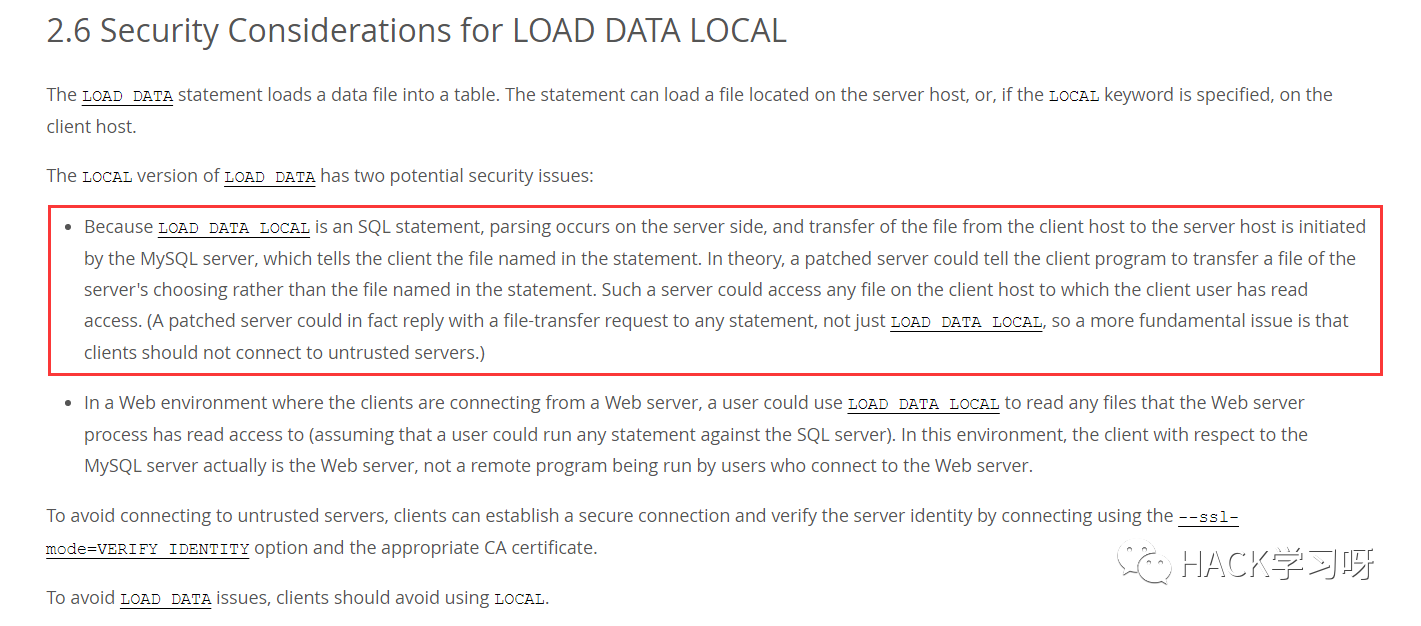 2.6 Security Considerations for LOAD DATA LOCAL
The LOAD DATA statement loads a data file into a table. The statement can load a file located on the server host, or, if the LOCAL keyword is specified, on the
client host.
The LOCAL version of LOAD DATA has two potential security issues:
• Because LOAD DATA LOCAL is an SQL statement, parsing occurs on the server side, and transfer of the file from the client host to the server host is initiated
by the MySQL server, which tells the client the file named in the statement. In theory, a patched server could tell the client program to transfer a file of the
server's choosing rather than the file named in the statement. Such a server could access any file on the client host to which the client user has read
access. (A patched server could in fact reply with a file-transfer request to any statement, not just LOAD DATA LOCAL, so a more fundamental issue is that
clients should not connect to untrusted servers.)
• In a Web environment where the clients are connecting from a Web server, a user could use LOAD DATA LOCAL to read any files that the Web server
process has read access to (assuming that a user could run any statement against the SQL server). In this environment, the client with respect to the
MySQL server actually is the Web server, not a remote program being run by users who connect to the Web server.
To avoid connecting to untrusted servers, clients can establish a secure connection and verify the server identity by connecting using the --ssl-
mode=VERIFY_IDENTITY option and the appropriate CA certificate.
HACK学习呀
To avoid LOAD DATA issues, clients should avoid using LOCAL.